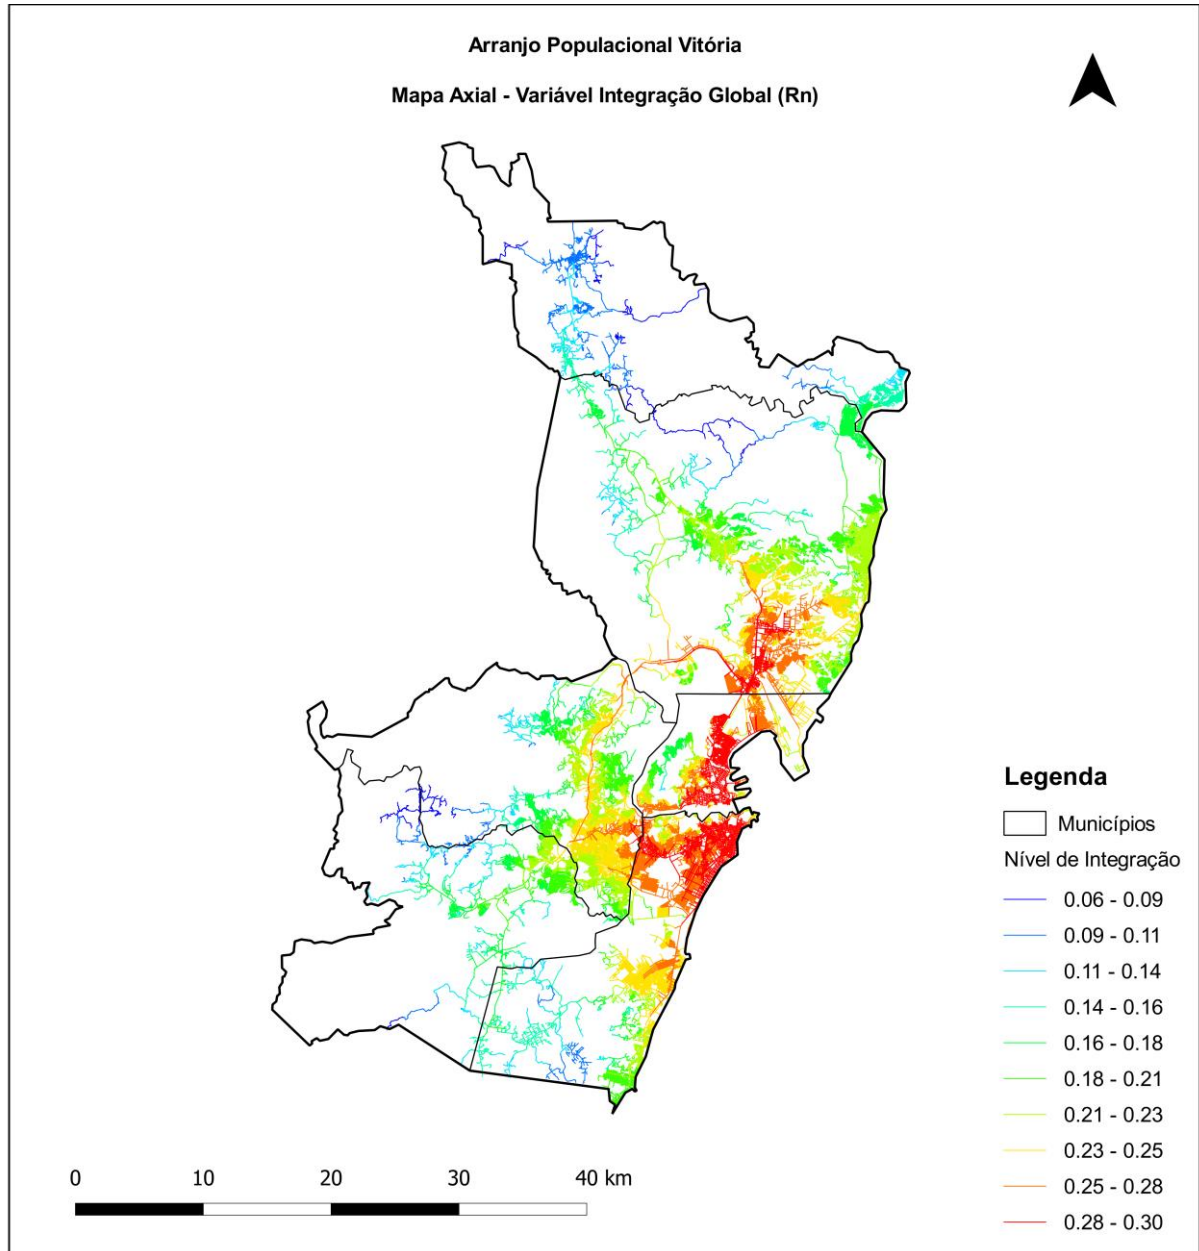 Arranjo Populacional Vitória
Mapa Axial - Variável Integração Global (Rn)
Legenda
Municípios
Nível de Integração
0.06 - 0.09
0.09 - 0.11
0.11 - 0.14
0.14 - 0.16
0.16 - 0.18
0.18 - 0.21
0.21 - 0.23
0.23 - 0.25
0.25 - 0.28
0.28 - 0.30
0 10 20 30 40 km